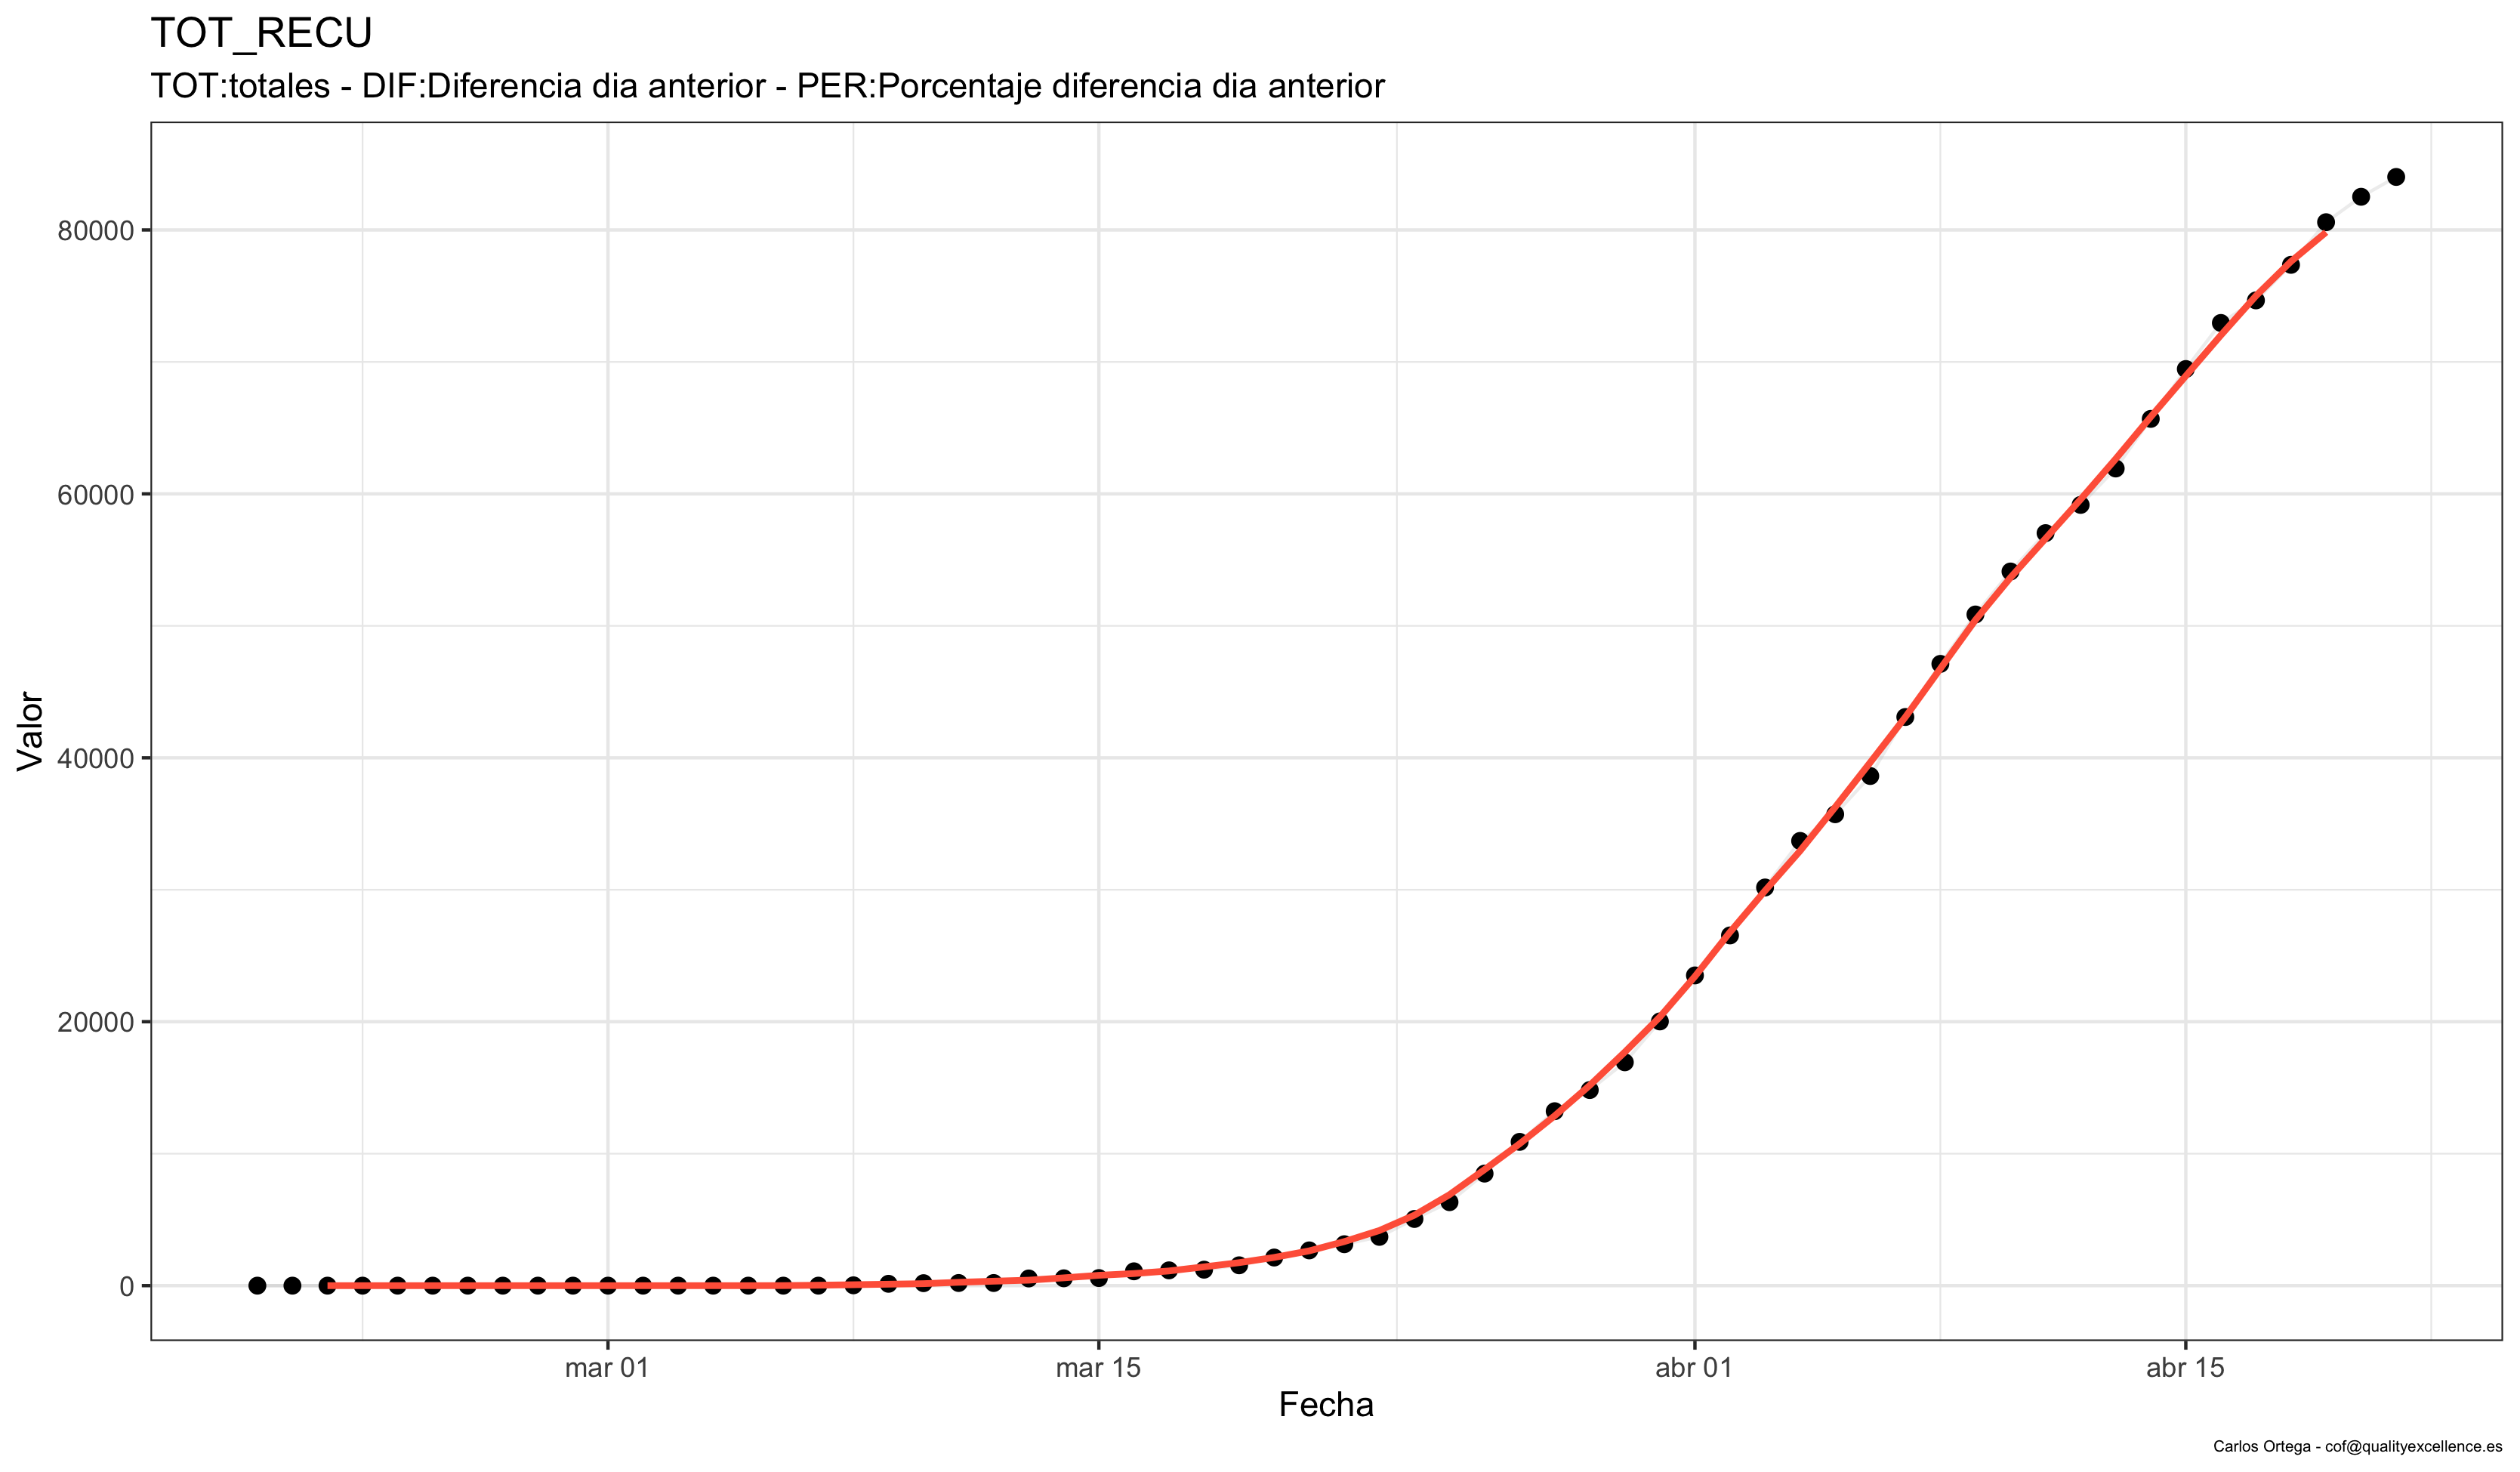 TOT_RECU
TOT:totales - DIF:Diferencia dia anterior - PER:Porcentaje diferencia dia anterior
Valor
80000
60000
40000
20000
0
mar 01 mar 15 abr 01 abr 15
Fecha
Carlos Ortega - cof@qualityexcellence.es